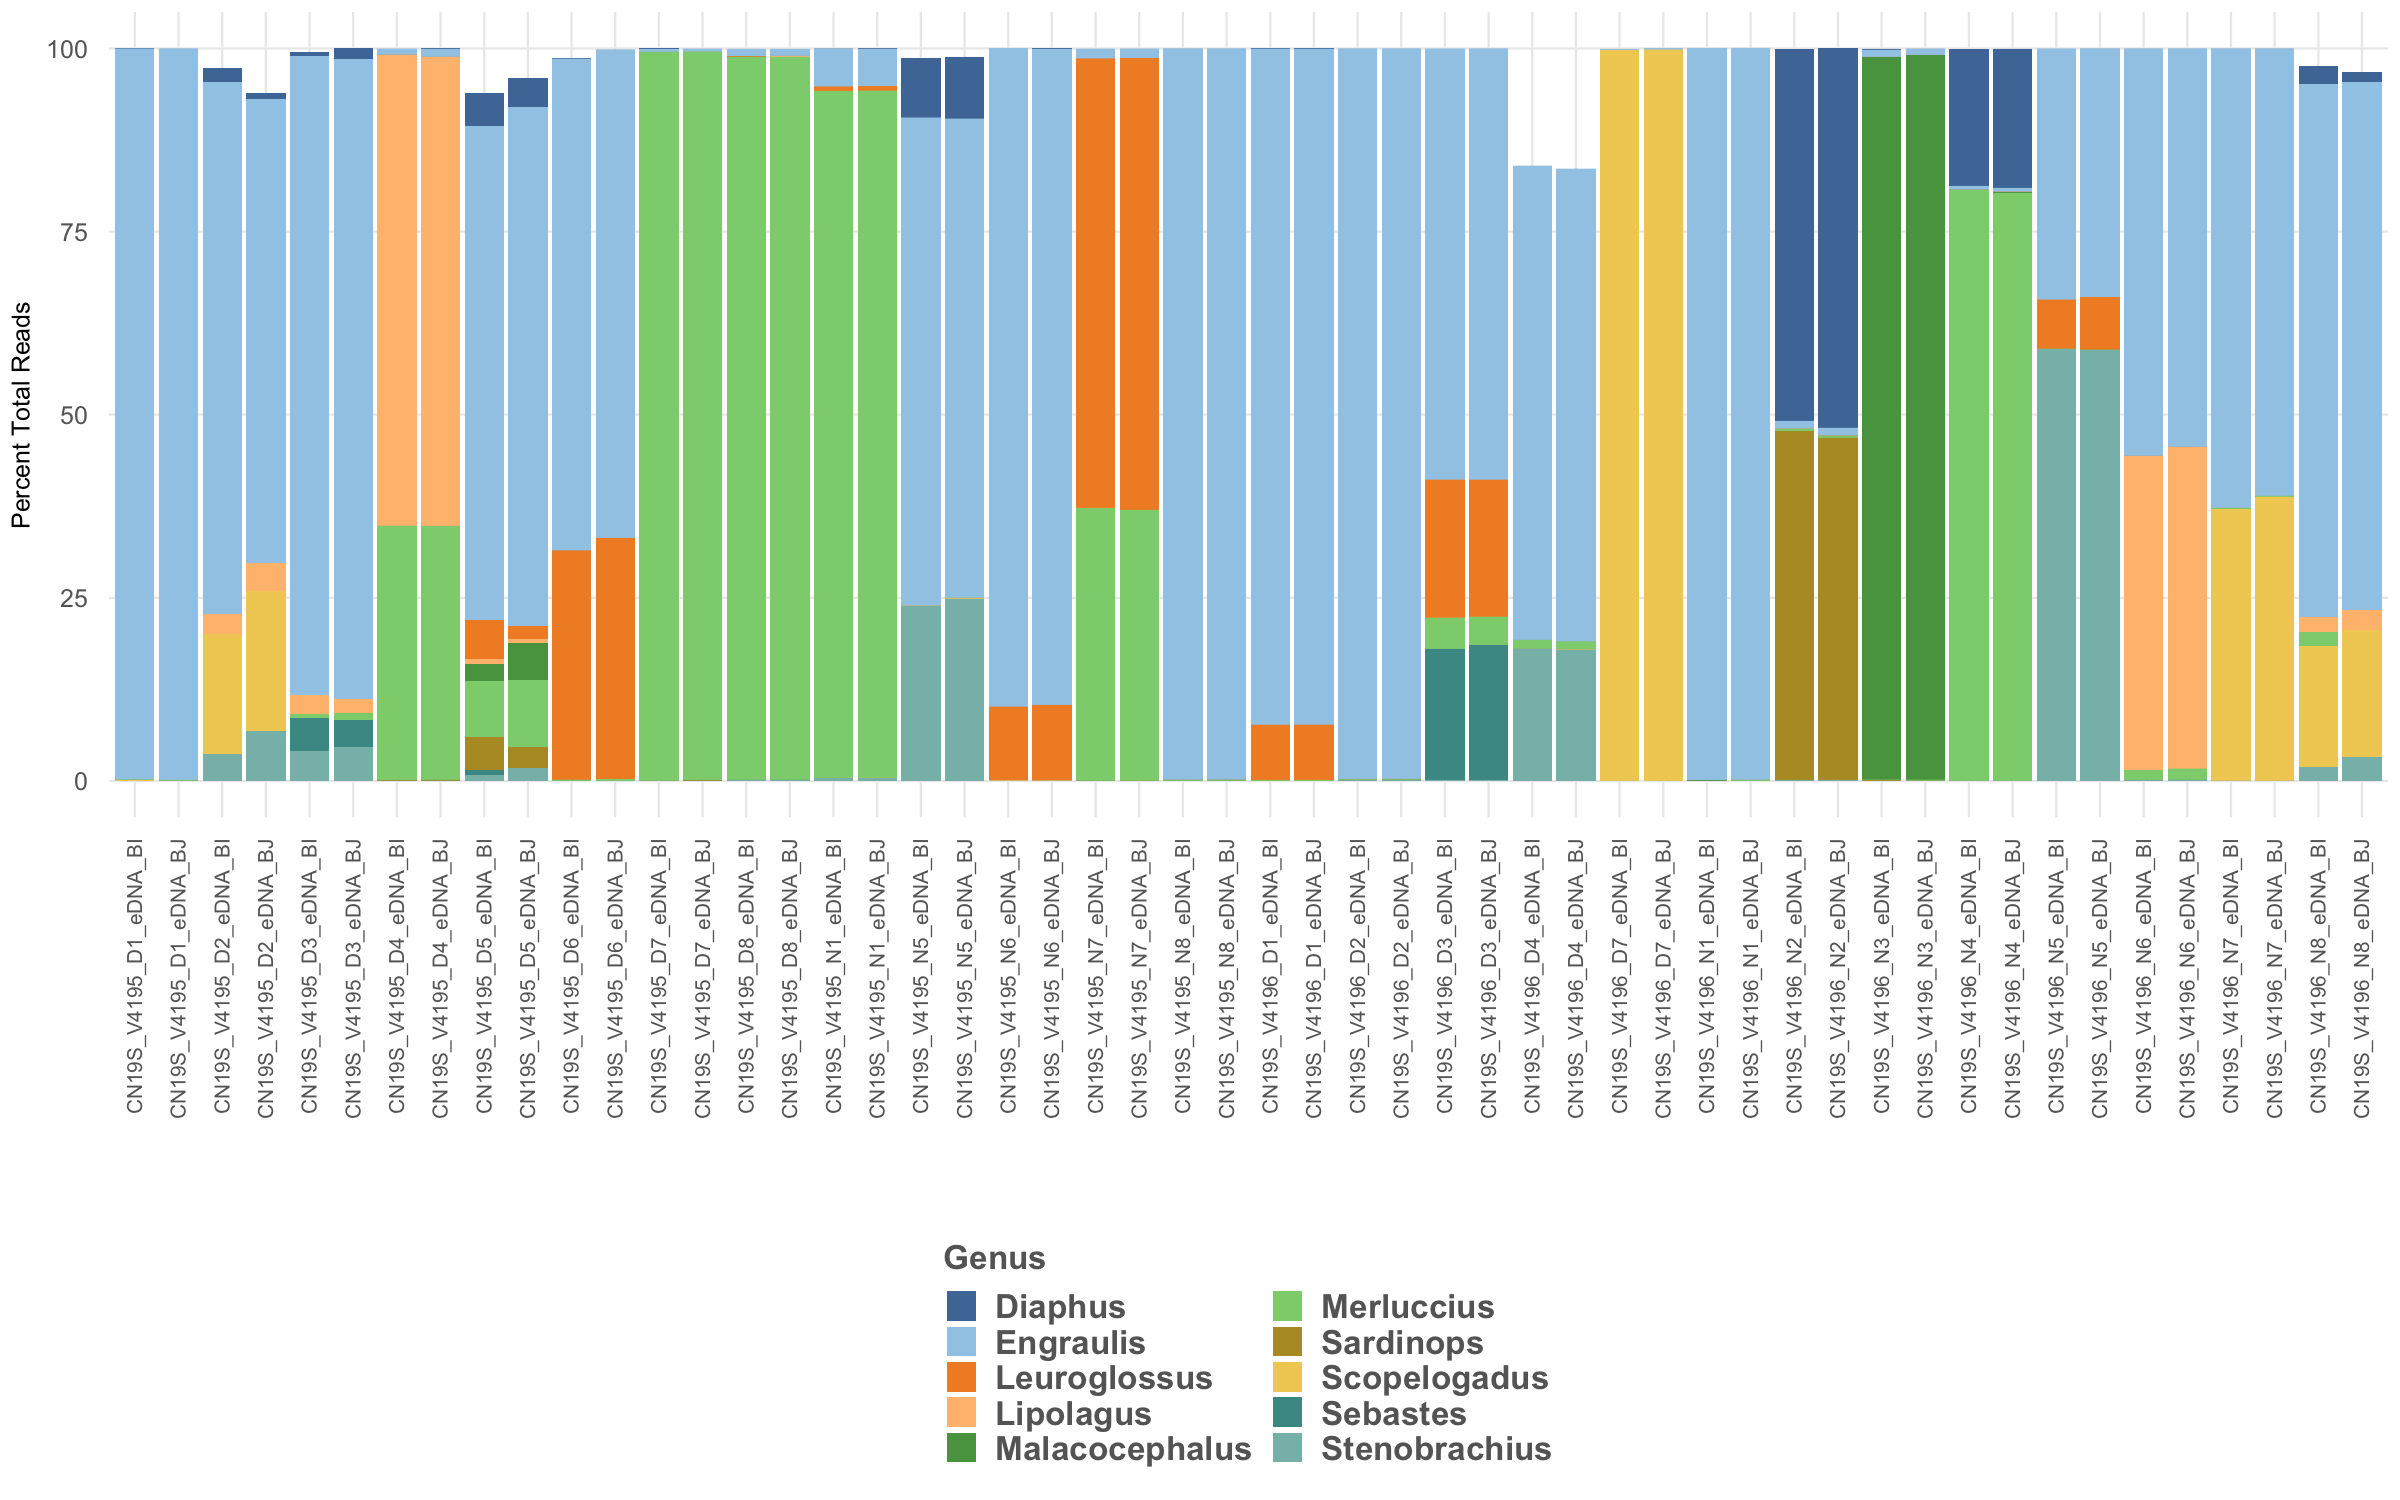 Percent Total Reads
100
75
50
25
0
CN19S_V4195_D1_eDNA_BI
CN19S_V4195_D1_eDNA_BJ
CN19S_V4195_D2_eDNA_BI
CN19S_V4195_D2_eDNA_BJ
CN19S_V4195_D3_eDNA_BI
CN19S_V4195_D3_eDNA_BJ
CN19S_V4195_D4_eDNA_BI
CN19S_V4195_D4_eDNA_BJ
CN19S_V4195_D5_eDNA_BI
CN19S_V4195_D5_eDNA_BJ
CN19S_V4195_D6_eDNA_BI
CN19S_V4195_D6_eDNA_BJ
CN19S_V4195_D7_eDNA_BI
CN19S_V4195_D7_eDNA_BJ
CN19S_V4195_D8_eDNA_BI
CN19S_V4195_D8_eDNA_BJ
CN19S_V4195_N1_eDNA_BI
CN19S_V4195_N1_eDNA_BJ
CN19S_V4195_N5_eDNA_BI
CN19S_V4195_N5_eDNA_BJ
CN19S_V4195_N6_eDNA_BI
CN19S_V4195_N6_eDNA_BJ
CN19S_V4195_N7_eDNA_BI
CN19S_V4195_N7_eDNA_BJ
CN19S_V4195_N8_eDNA_BI
CN19S_V4195_N8_eDNA_BJ
CN19S_V4196_D1_eDNA_BI
CN19S_V4196_D1_eDNA_BJ
CN19S_V4196_D2_eDNA_BI
CN19S_V4196_D2_eDNA_BJ
CN19S_V4196_D3_eDNA_BI
CN19S_V4196_D3_eDNA_BJ
CN19S_V4196_D4_eDNA_BI
CN19S_V4196_D4_eDNA_BJ
CN19S_V4196_D7_eDNA_BI
CN19S_V4196_D7_eDNA_BJ
CN19S_V4196_N1_eDNA_BI
CN19S_V4196_N1_eDNA_BJ
CN19S_V4196_N2_eDNA_BI
CN19S_V4196_N2_eDNA_BJ
CN19S_V4196_N3_eDNA_BI
CN19S_V4196_N3_eDNA_BJ
CN19S_V4196_N4_eDNA_BI
CN19S_V4196_N4_eDNA_BJ
CN19S_V4196_N5_eDNA_BI
CN19S_V4196_N5_eDNA_BJ
CN19S_V4196_N6_eDNA_BI
CN19S_V4196_N6_eDNA_BJ
CN19S_V4196_N7_eDNA_BI
CN19S_V4196_N7_eDNA_BJ
CN19S_V4196_N8_eDNA_BI
CN19S_V4196_N8_eDNA_BJ
Genus
Diaphus
Engraulis
Leuroglossus
Lipolagus
Malacocephalus
Merluccius
Sardinops
Scopelogadus
Sebastes
Stenobrachius